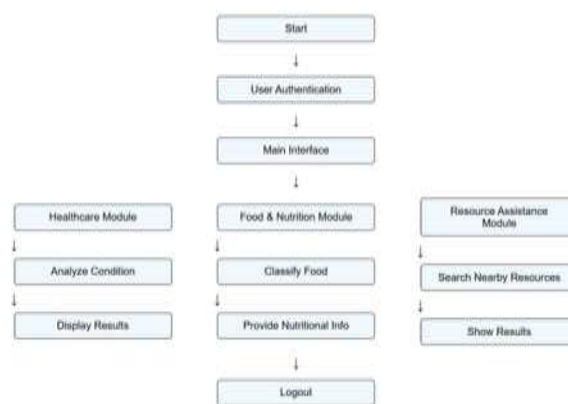 Start
User Authentication
Main Interface
Healthcare Module
Food & Nutrition Module
Resource Assistance
Module
Analyze Condition
Classify Food
Search Nearby Resources
Display Results
Provide Nutritional Info
Show Results
Logout